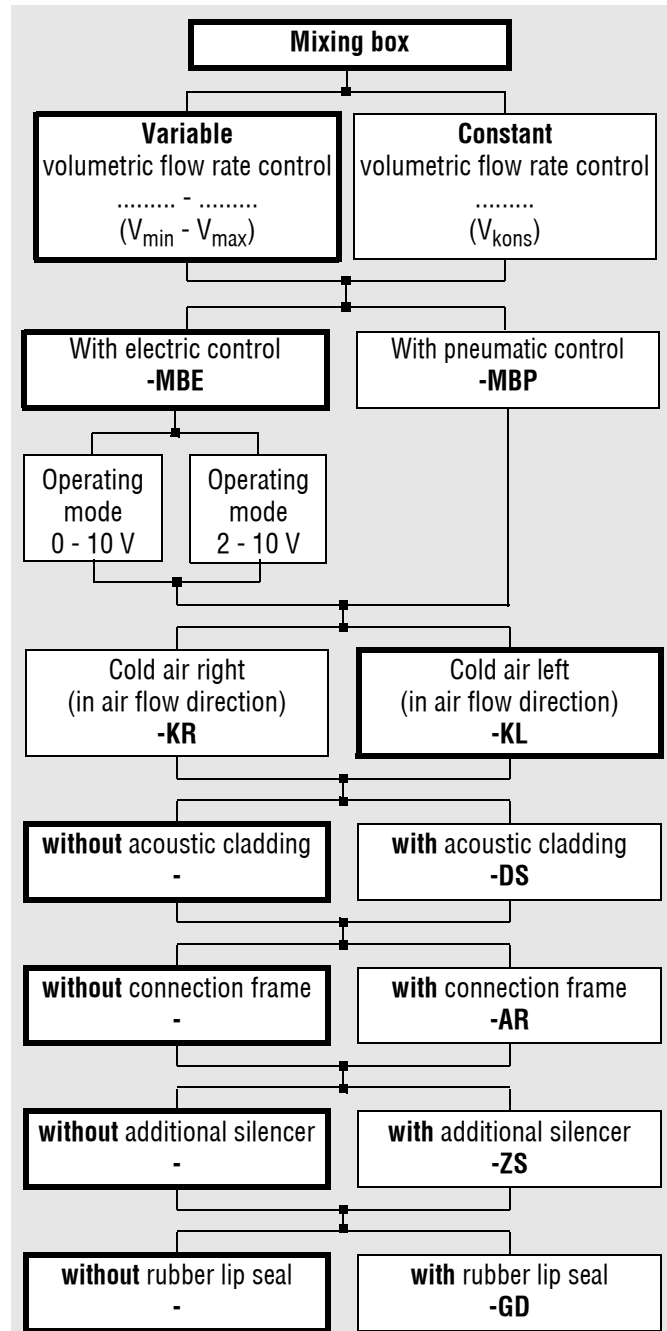 Mixing box
Variable
volumetric flow rate control
......... - .........
(Vmin - Vmax)
Constant
volumetric flow rate control
.........
(Vkons)
With electric control
-MBE
With pneumatic control
-MBP
Operating
mode
0 - 10 V
Operating
mode
2 - 10 V
Cold air right
(in air flow direction)
-KR
Cold air left
(in air flow direction)
-KL
without acoustic cladding
-
with acoustic cladding
-DS
without connection frame
-
with connection frame
-AR
without additional silencer
-
with additional silencer
-ZS
without rubber lip seal
-
with rubber lip seal
-GD